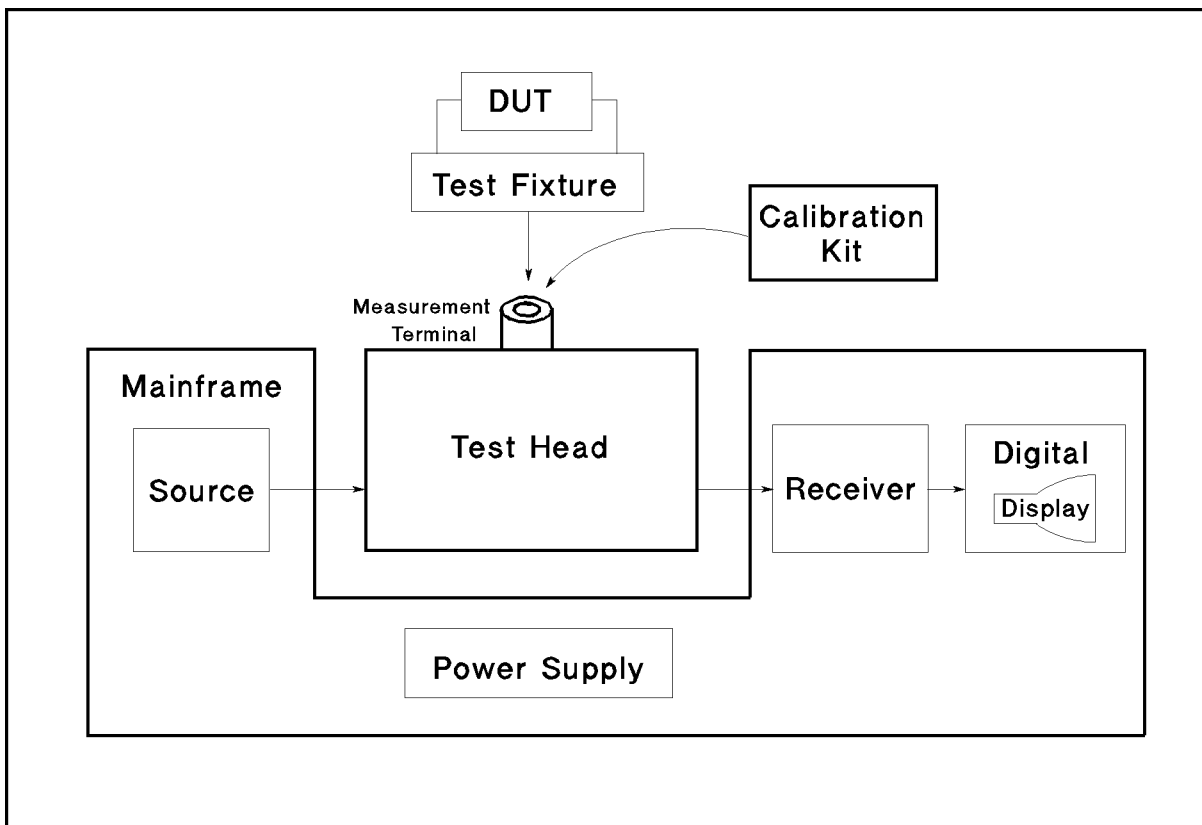 DUT
Test Fixture
Calibration
Kit
Measurement
Terminal
Mainframe
Test Head
Source
Receiver
Digital
Display
Power Supply